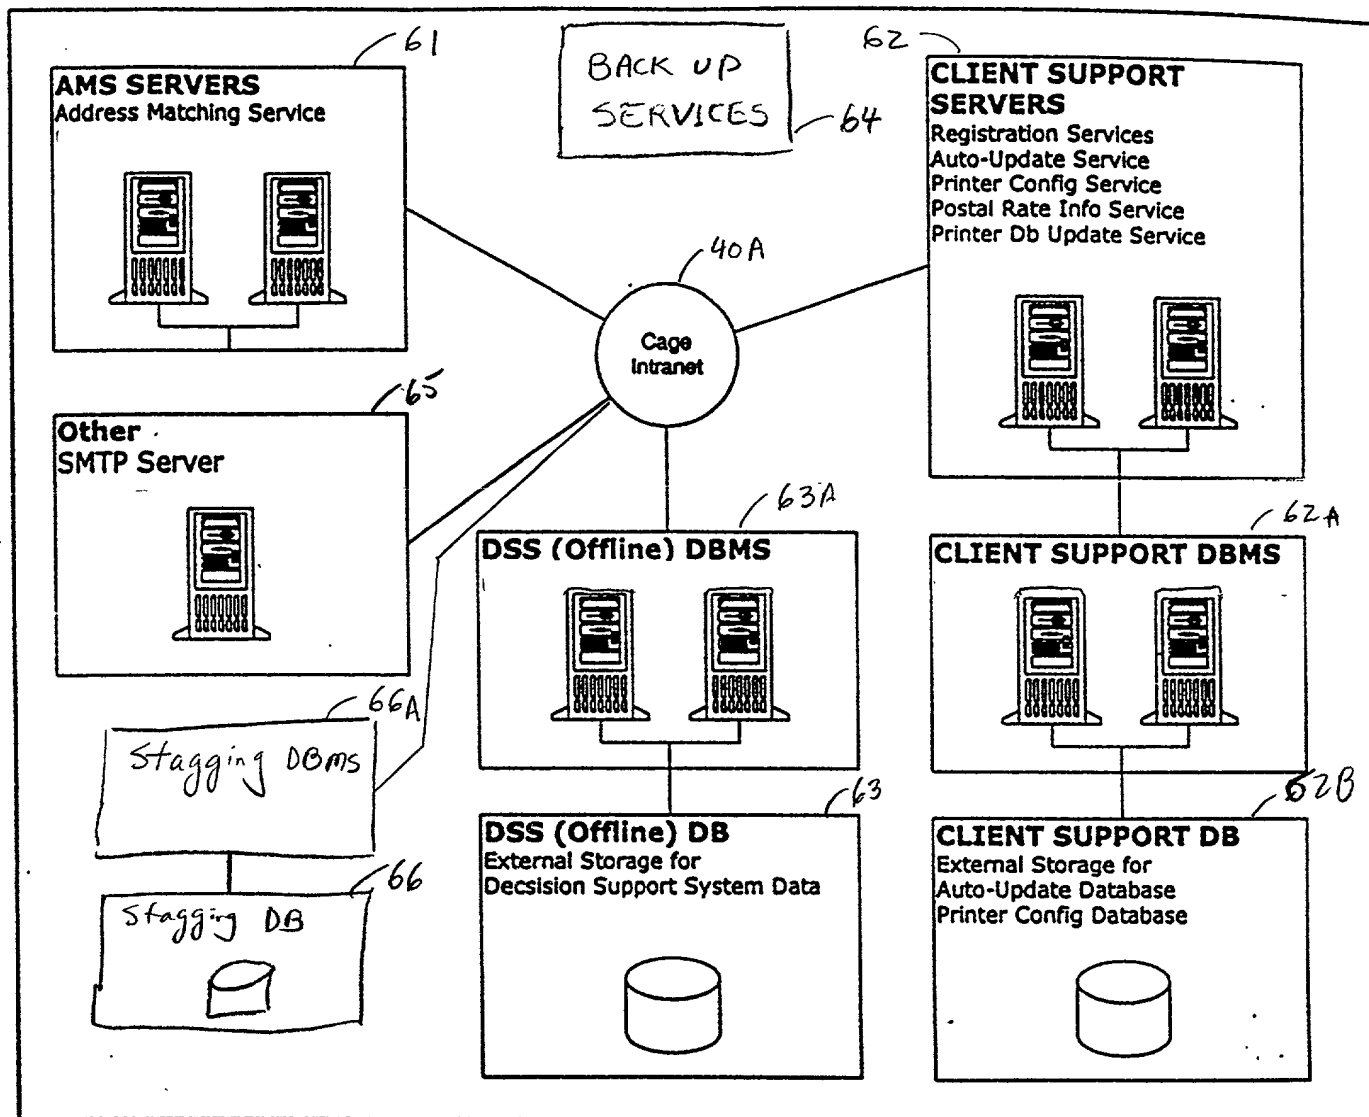 61
AMS SERVERS
Address Matching Service
BACK UP
SERVICES
64
62
CLIENT SUPPORT
SERVERS
Registration Services
Auto-Update Service
Printer Config Service
Postal Rate Info Service
Printer Db Update Service
40A
Cage
Intranet
65
Other
SMTP Server
63A
DSS (Offline) DBMS
62A
CLIENT SUPPORT DBMS
66A
Stagging DBMS
63
DSS (Offline) DB
External Storage for
Decsision Support System Data
62B
CLIENT SUPPORT DB
External Storage for
Auto-Update Database
Printer Config Database
66
Stagging DB